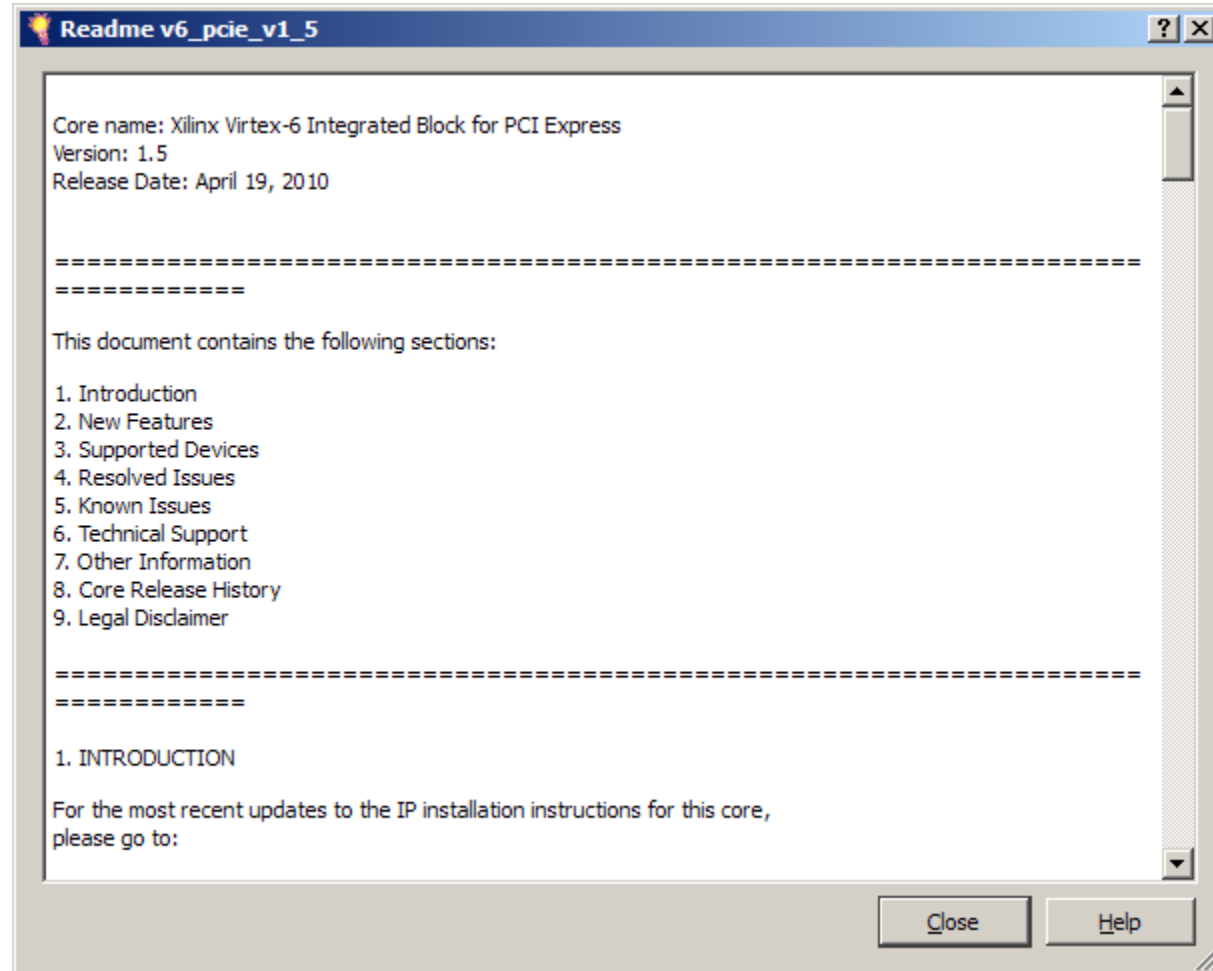 Readme v6_pcie_v1_5
Core name: Xilinx Virtex-6 Integrated Block for PCI Express
Version: 1.5
Release Date: April 19, 2010
====================================================================
============
This document contains the following sections:
1. Introduction
2. New Features
3. Supported Devices
4. Resolved Issues
5. Known Issues
6. Technical Support
7. Other Information
8. Core Release History
9. Legal Disclaimer
====================================================================
============
1. INTRODUCTION
For the most recent updates to the IP installation instructions for this core,
please go to:
Close Help